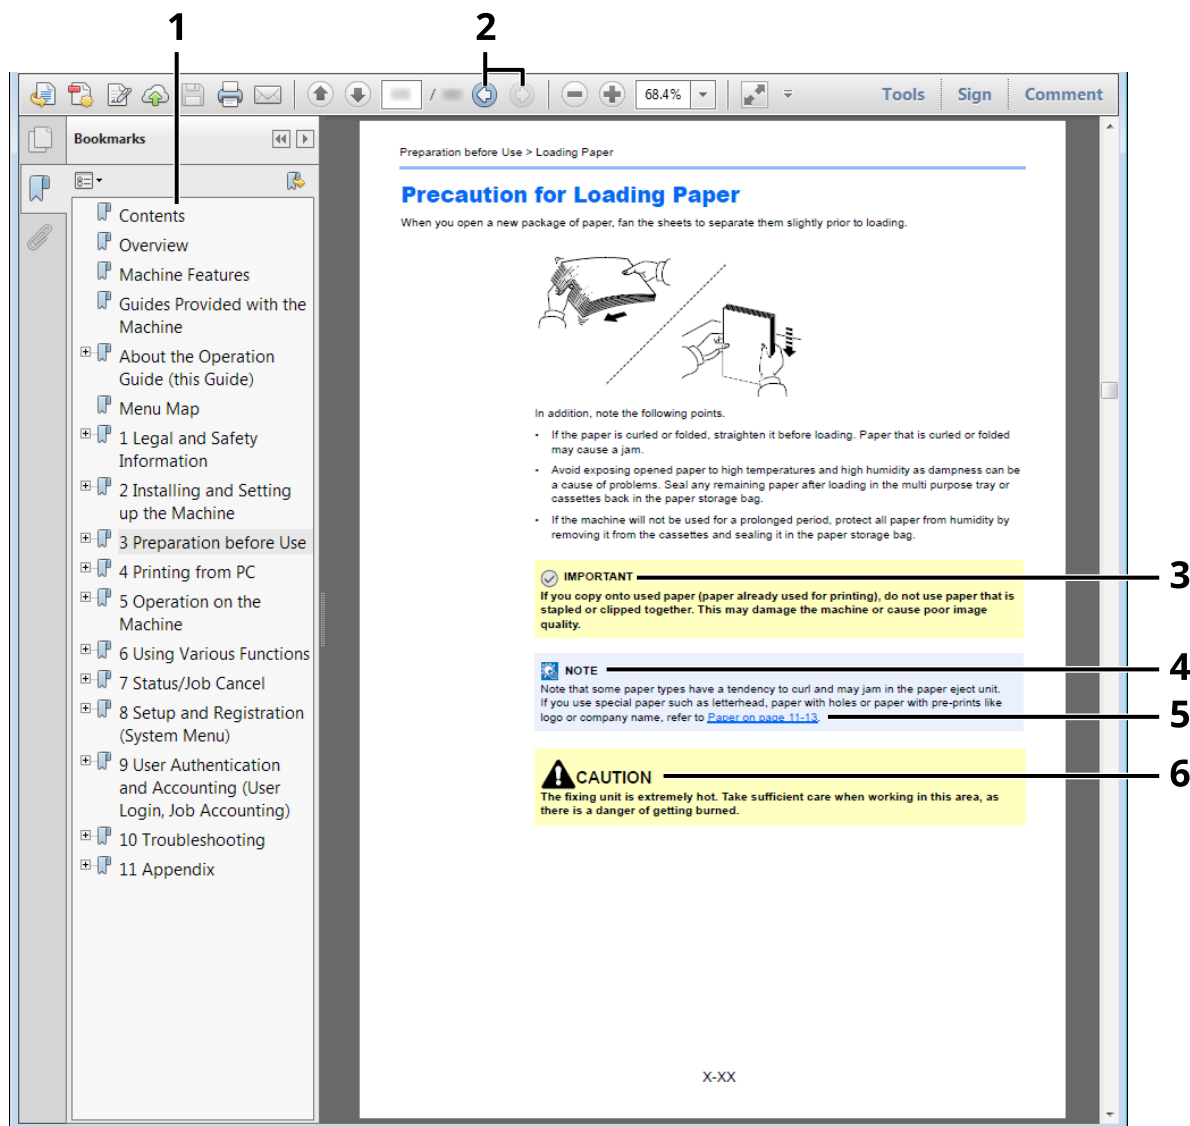 1
2
/
68.4%
Tools
Sign
Comment
Bookmarks
Contents
Overview
Machine Features
Guides Provided with the
Machine
About the Operation
Guide (this Guide)
Menu Map
1 Legal and Safety
Information
2 Installing and Setting
up the Machine
3 Preparation before Use
4 Printing from PC
5 Operation on the
Machine
6 Using Various Functions
7 Status/Job Cancel
8 Setup and Registration
(System Menu)
9 User Authentication
and Accounting (User
Login, Job Accounting)
10 Troubleshooting
11 Appendix
Preparation before Use > Loading Paper
Precaution for Loading Paper
When you open a new package of paper, fan the sheets to separate them slightly prior to loading.
In addition, note the following points.
• If the paper is curled or folded, straighten it before loading. Paper that is curled or folded
may cause a jam.
• Avoid exposing opened paper to high temperatures and high humidity as dampness can be
a cause of problems. Seal any remaining paper after loading in the multi purpose tray or
cassettes back in the paper storage bag.
• If the machine will not be used for a prolonged period, protect all paper from humidity by
removing it from the cassettes and sealing it in the paper storage bag.
IMPORTANT
3
If you copy onto used paper (paper already used for printing), do not use paper that is
stapled or clipped together. This may damage the machine or cause poor image
quality.
NOTE
4
Note that some paper types have a tendency to curl and may jam in the paper eject unit.
If you use special paper such as letterhead, paper with holes or paper with pre-prints like
logo or company name, refer to Paper on page 11-13.
5
CAUTION
6
The fixing unit is extremely hot. Take sufficient care when working in this area, as
there is a danger of getting burned.
X-XX